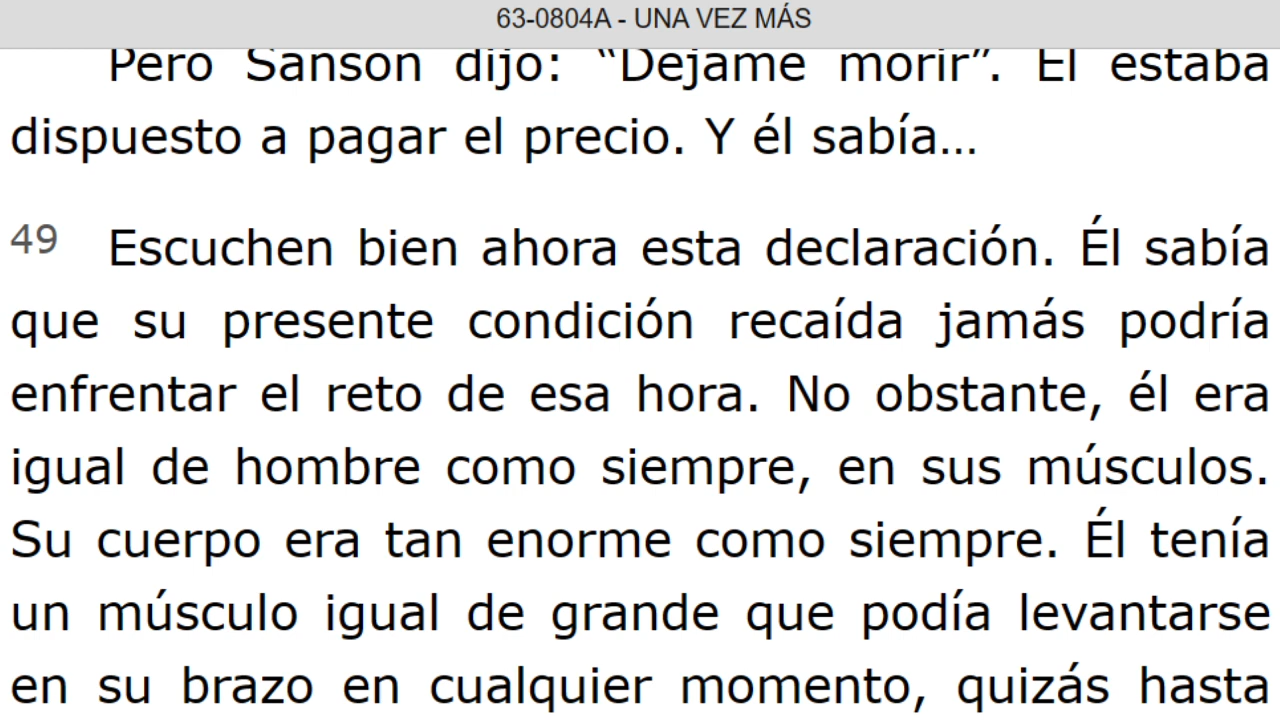 63-0804A - UNA VEZ MÁS
Pero Sansón dijo: “Déjame morir”. Él estaba
dispuesto a pagar el precio. Y él sabía…
49 Escuchen bien ahora esta declaración. Él sabía
que su presente condición recaída jamás podría
enfrentar el reto de esa hora. No obstante, él era
igual de hombre como siempre, en sus músculos.
Su cuerpo era tan enorme como siempre. Él tenía
un músculo igual de grande que podía levantarse
en su brazo en cualquier momento, quizás hasta